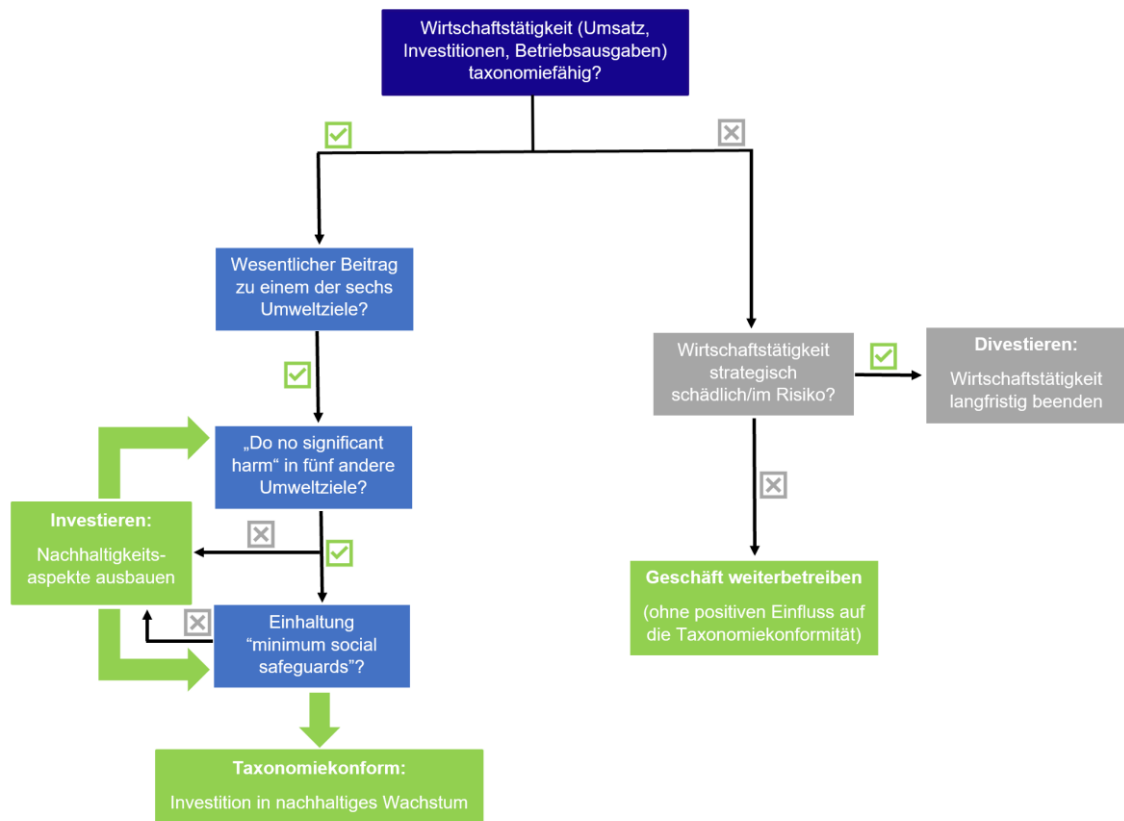 Wirtschaftstätigkeit (Umsatz,
Investitionen, Betriebsausgaben)
taxonomiefähig?
Wesentlicher Beitrag
zu einem der sechs
Umweltziele?
Wirtschaftstätigkeit
strategisch
schädlich/im Risiko?
Divestieren:
Wirtschaftstätigkeit
langfristig beenden
„Do no significant
harm“ in fünf andere
Umweltziele?
Investieren:
Nachhaltigkeits-
aspekte ausbauen
Geschäft weiterbetreiben
(ohne positiven Einfluss auf
die Taxonomiekonformität)
Einhaltung
“minimum social
safeguards”?
Taxonomiekonform:
Investition in nachhaltiges Wachstum